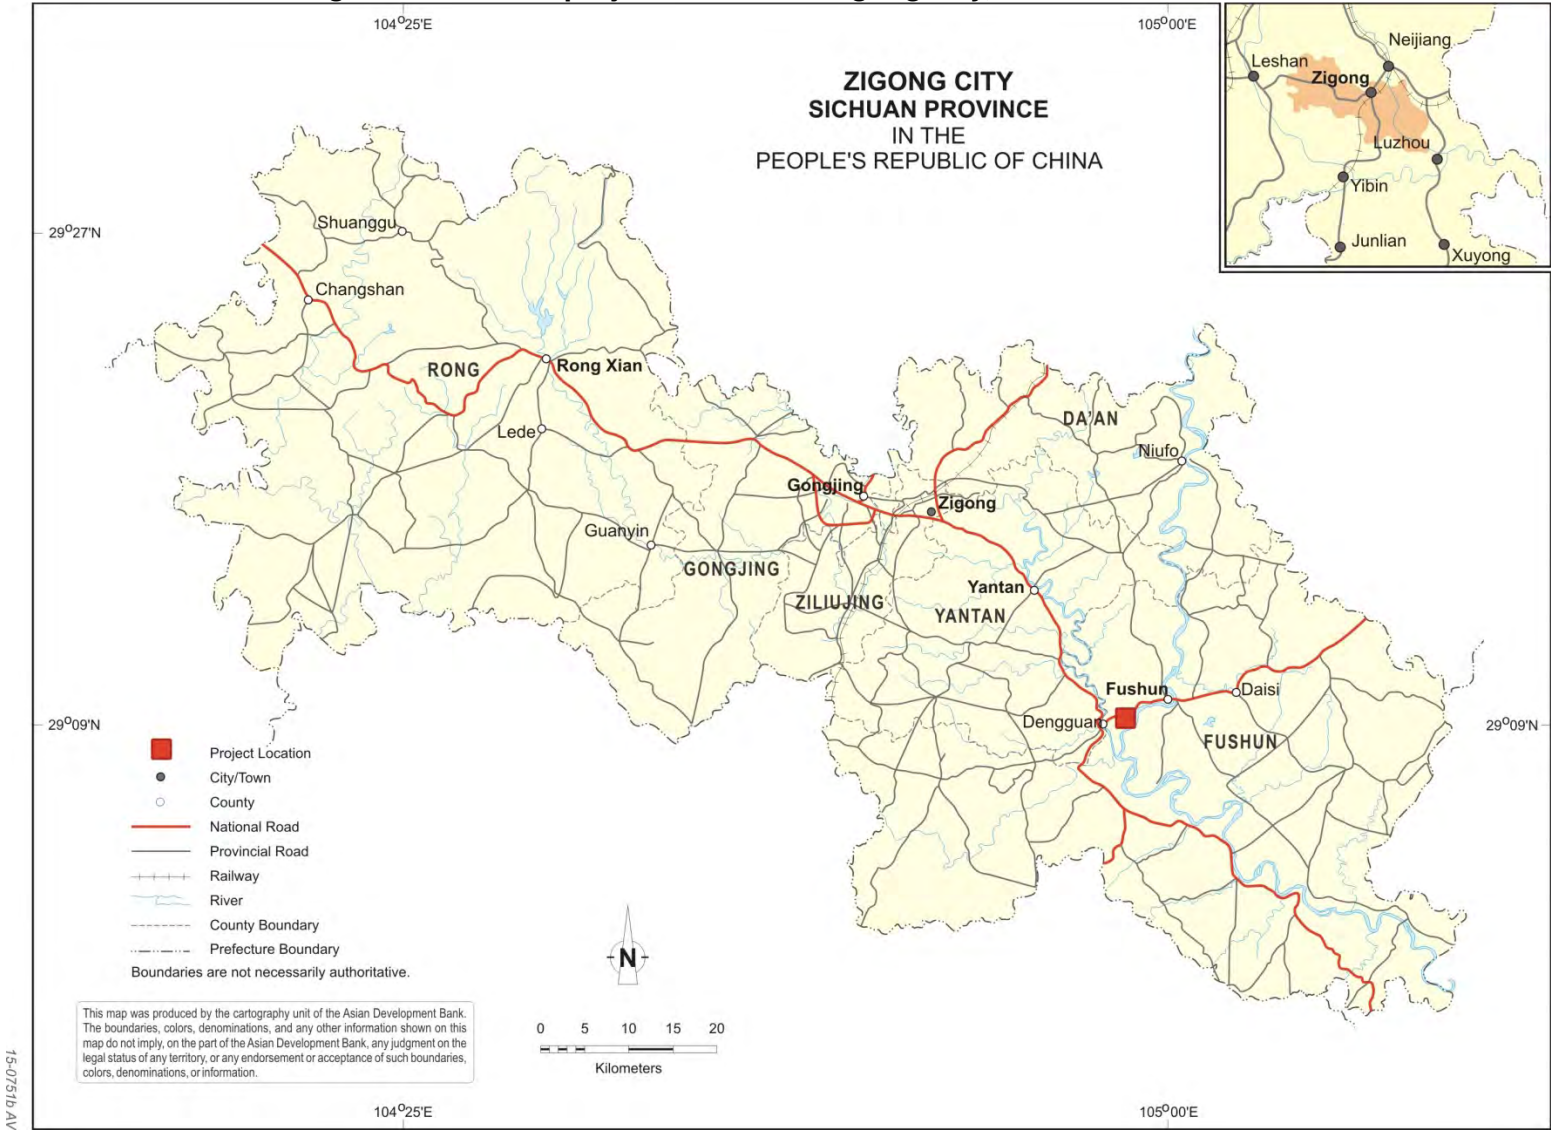 104°25'E
105°00'E
ZIGONG CITY
SICHUAN PROVINCE
IN THE
PEOPLE'S REPUBLIC OF CHINA
Neijiang
Leshan
Zigong
Luzhou
Yibin
Junlian
Xuyong
29°27'N
Shuanggu
Changshan
RONG
Rong Xian
Lede
DA'AN
Niufo
Gongjing
Zigong
Guanyin
GONGJING
ZILIUJING
Yantan
YANTAN
Fushun
Daisi
Dengguan
FUSHUN
29°09'N
29°09'N
Project Location
City/Town
County
National Road
Provincial Road
Railway
River
County Boundary
Prefecture Boundary
Boundaries are not necessarily authoritative.
N
This map was produced by the cartography unit of the Asian Development Bank.
The boundaries, colors, denominations, and any other information shown on this
map do not imply, on the part of the Asian Development Bank, any judgment on the
legal status of any territory, or any endorsement or acceptance of such boundaries,
colors, denominations, or information.
0 5 10 15 20
Kilometers
104°25'E
105°00'E
15-0751b AV